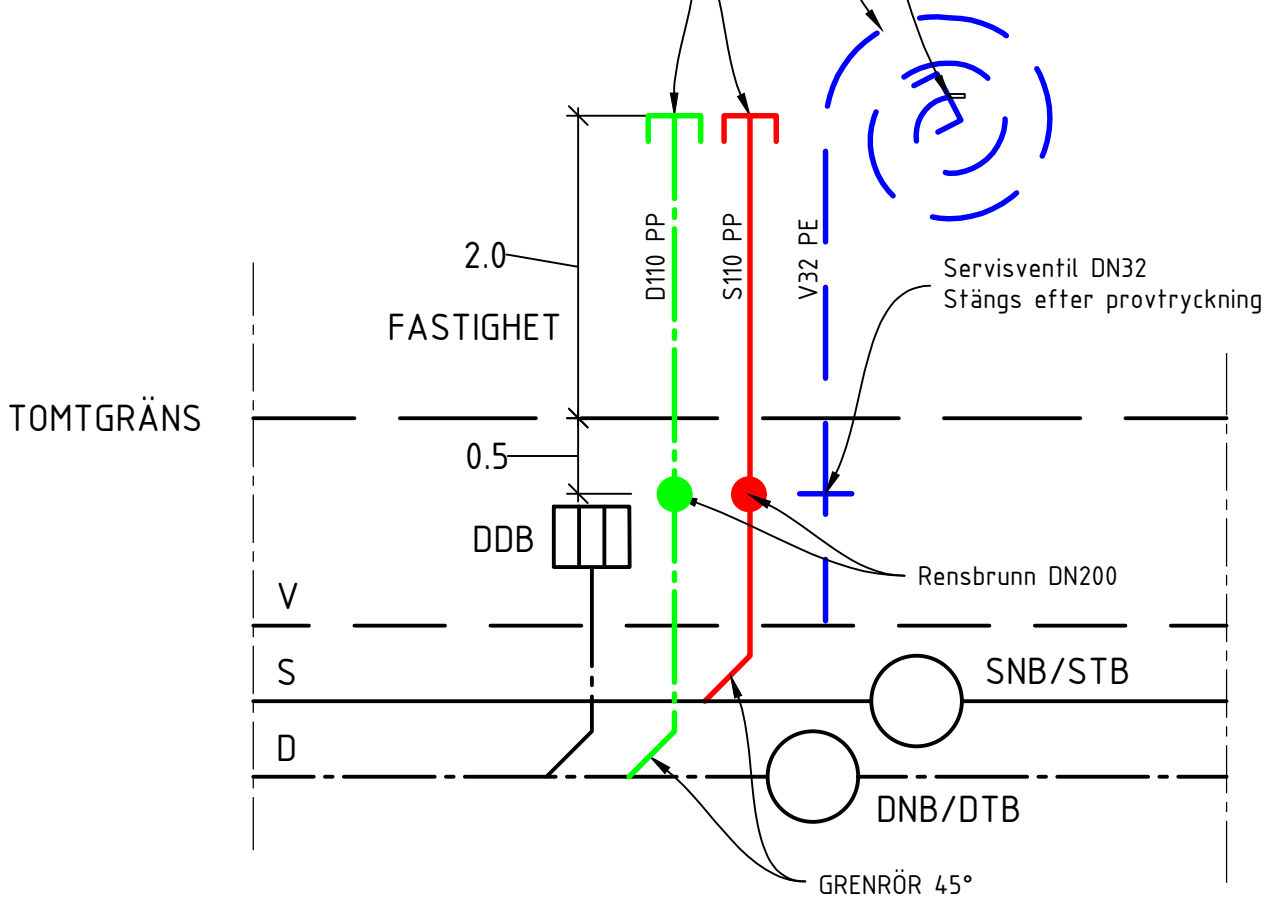 D110 PP
S110 PP
V32 PE
2.0
Servisventil DN32
Stängs efter provtryckning
FASTIGHET
TOMTGRÄNS
0.5
DDB
Rensbrunn DN200
V
S
SNB/STB
D
DNB/DTB
GRENRÖR 45°